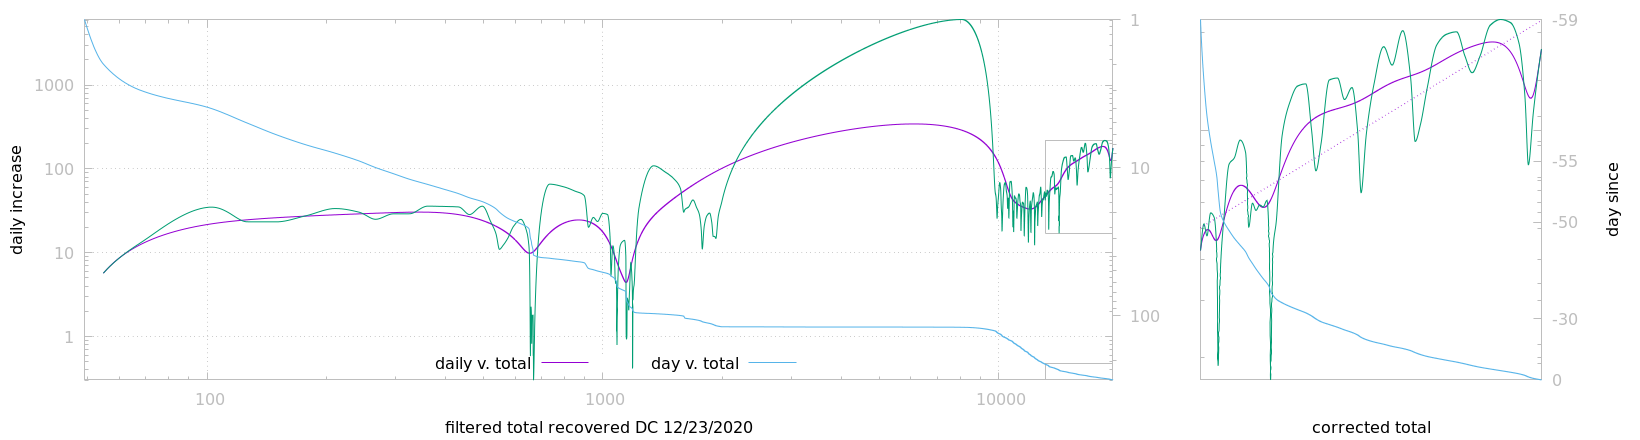 daily increase
1000
100
10
1
1
10
100
daily v. total
day v. total
100
1000
10000
filtered total recovered DC 12/23/2020
-59
-55
-50
-30
0
day since
corrected total